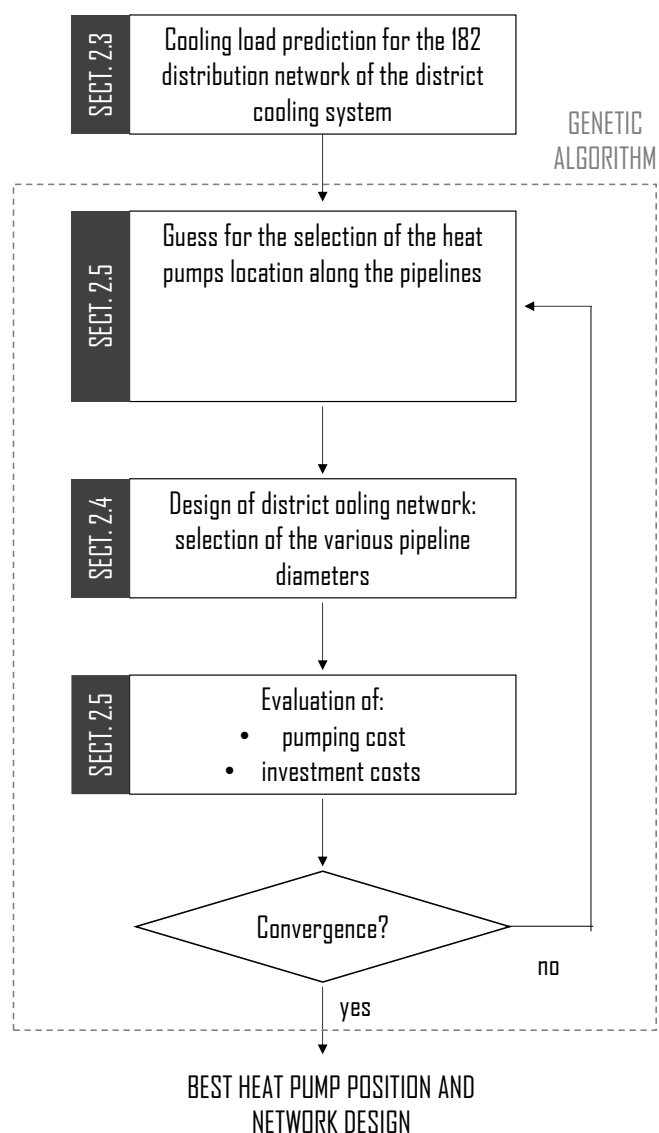 SECT. 2.3
Cooling load prediction for the 182
distribution network of the district
cooling system
GENETIC
ALGORITHM
SECT. 2.5
Guess for the selection of the heat
pumps location along the pipelines
SECT. 2.4
Design of district ooling network:
selection of the various pipeline
diameters
SECT. 2.5
Evaluation of:
• pumping cost
• investment costs
Convergence?
no
yes
BEST HEAT PUMP POSITION AND
NETWORK DESIGN